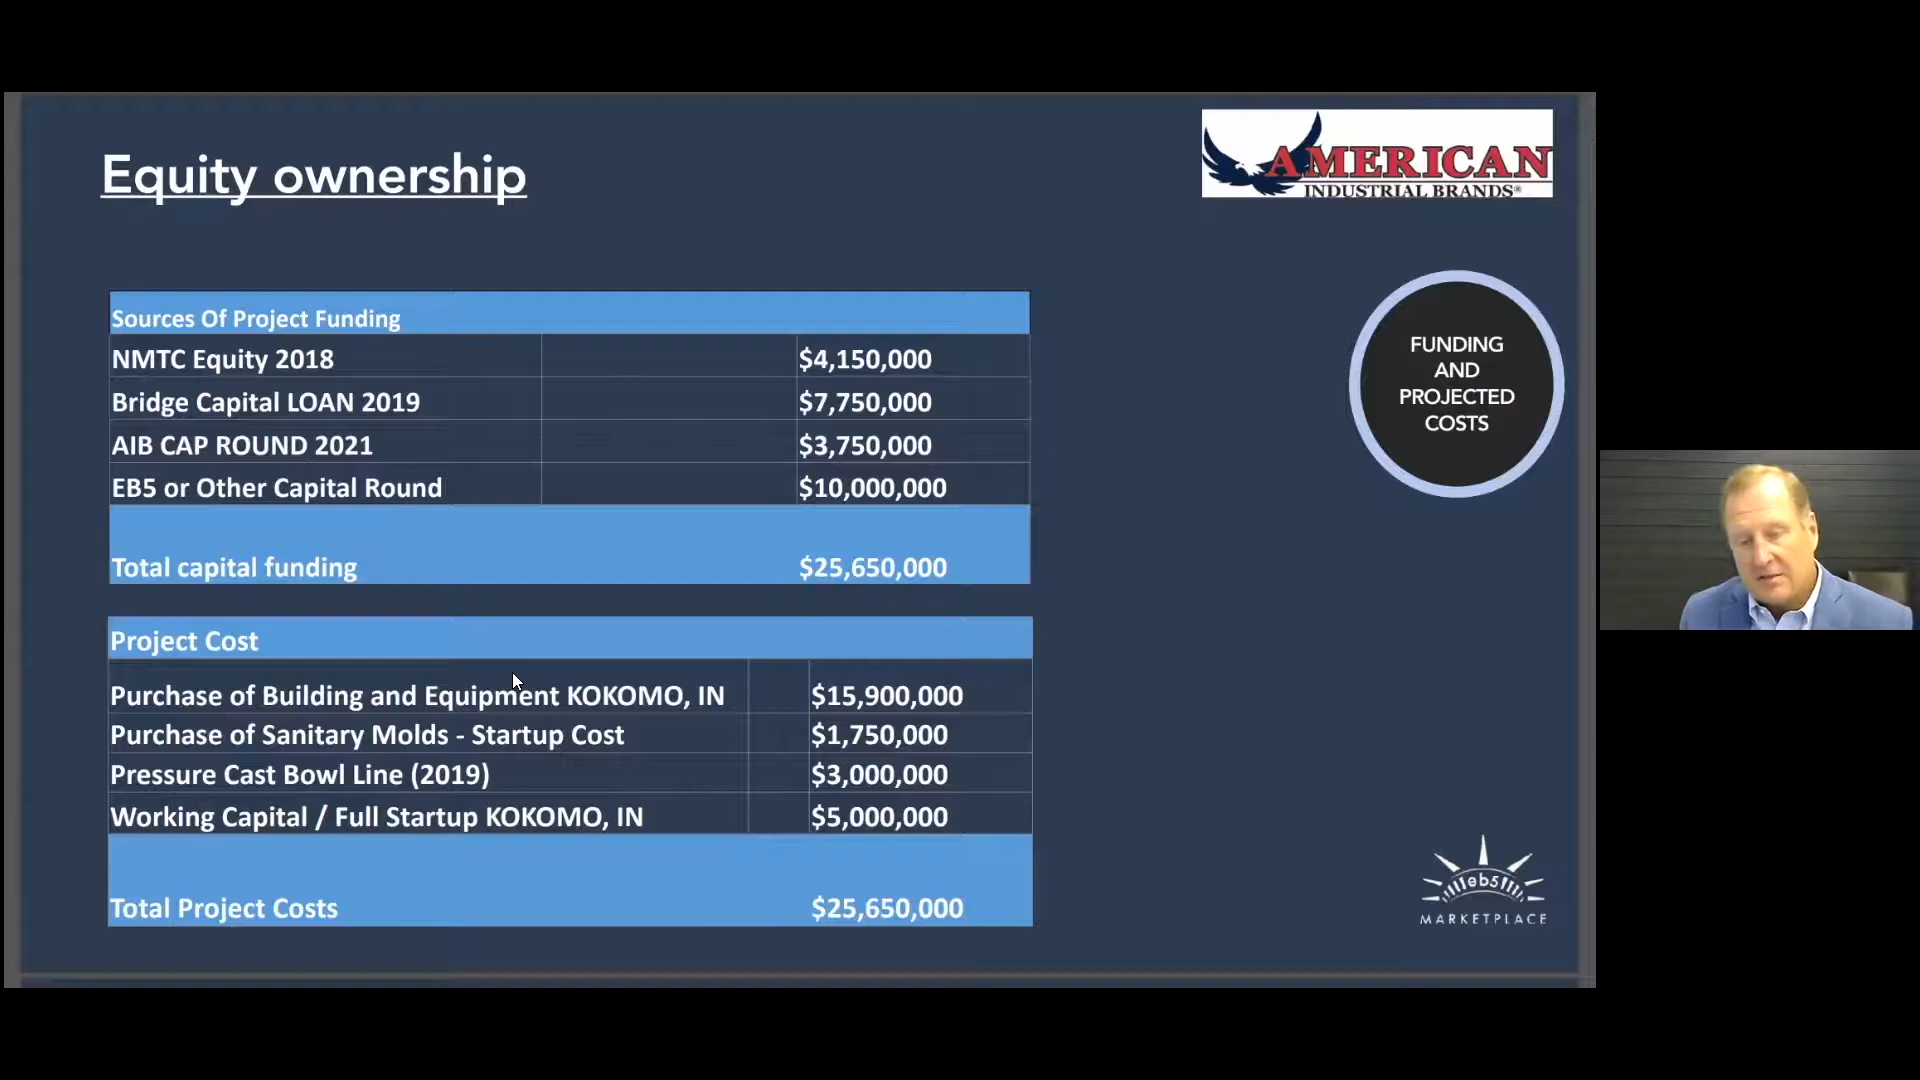 Equity ownership
AMERICAN
INDUSTRIAL BRANDS®
Sources Of Project Funding
NMTC Equity 2018 $4,150,000
Bridge Capital LOAN 2019 $7,750,000
AIB CAP ROUND 2021 $3,750,000
EB5 or Other Capital Round $10,000,000
Total capital funding $25,650,000
FUNDING
AND
PROJECTED
COSTS
Project Cost
Purchase of Building and Equipment KOKOMO, IN $15,900,000
Purchase of Sanitary Molds - Startup Cost $1,750,000
Pressure Cast Bowl Line (2019) $3,000,000
Working Capital / Full Startup KOKOMO, IN $5,000,000
Total Project Costs $25,650,000
eb5
MARKETPLACE